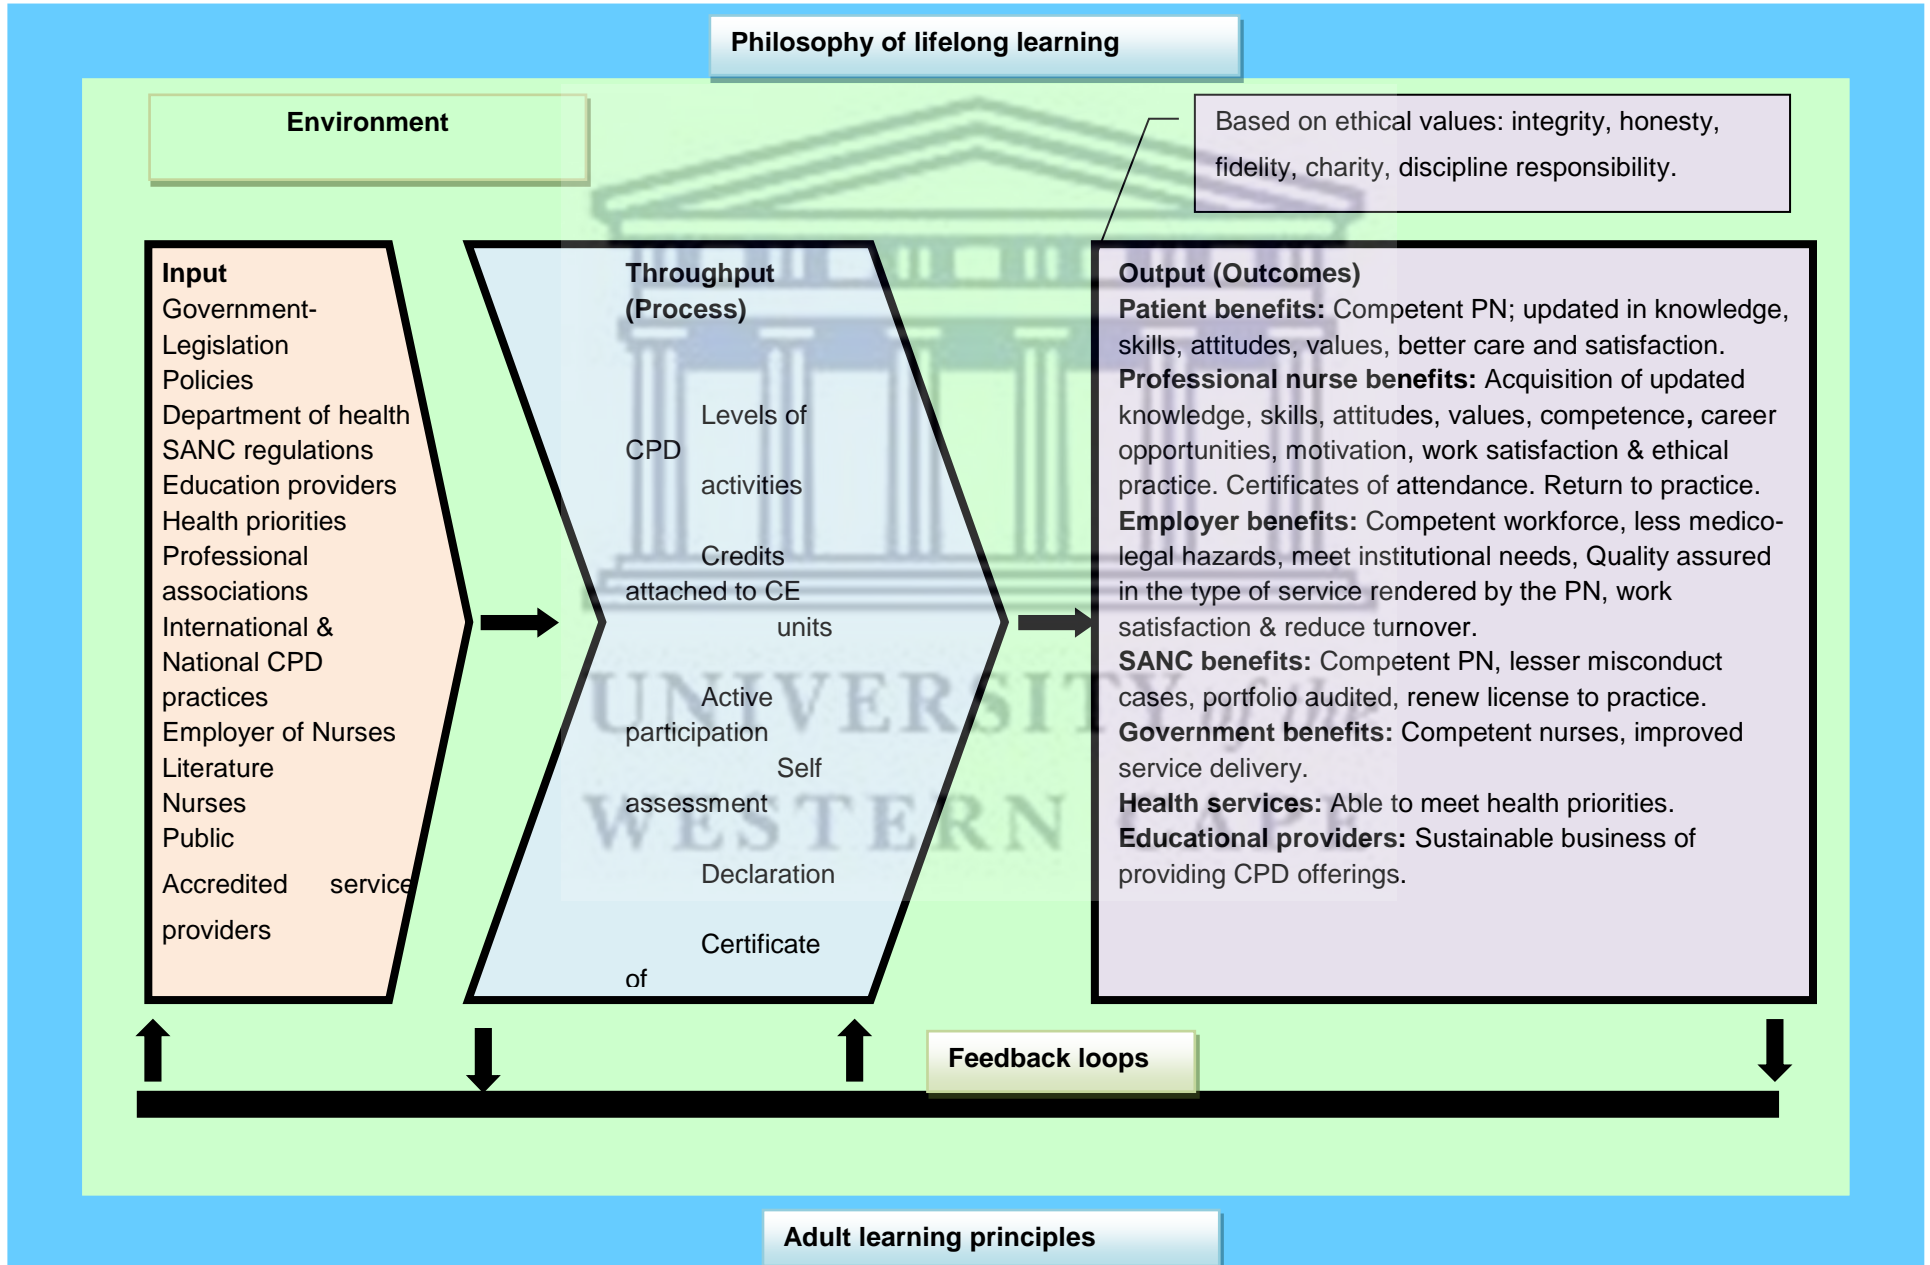 Philosophy of lifelong learning
Environment
Based on ethical values: integrity, honesty,
fidelity, charity, discipline responsibility.
Input
Government-
Legislation
Policies
Department of health
SANC regulations
Education providers
Health priorities
Professional
associations
International &
National CPD
practices
Employer of Nurses
Literature
Nurses
Public
Accredited service
providers
Throughput
(Process)
Levels of
CPD
activities
Credits
attached to CE
units
Active
participation
Self
assessment
Declaration
Certificate
of
Output (Outcomes)
Patient benefits: Competent PN; updated in knowledge,
skills, attitudes, values, better care and satisfaction.
Professional nurse benefits: Acquisition of updated
knowledge, skills, attitudes, values, competence, career
opportunities, motivation, work satisfaction & ethical
practice. Certificates of attendance. Return to practice.
Employer benefits: Competent workforce, less medico-
legal hazards, meet institutional needs, Quality assured
in the type of service rendered by the PN, work
satisfaction & reduce turnover.
SANC benefits: Competent PN, lesser misconduct
cases, portfolio audited, renew license to practice.
Government benefits: Competent nurses, improved
service delivery.
Health services: Able to meet health priorities.
Educational providers: Sustainable business of
providing CPD offerings.
UNIVERSITY of the
WESTERN CAPE
Feedback loops
Adult learning principles